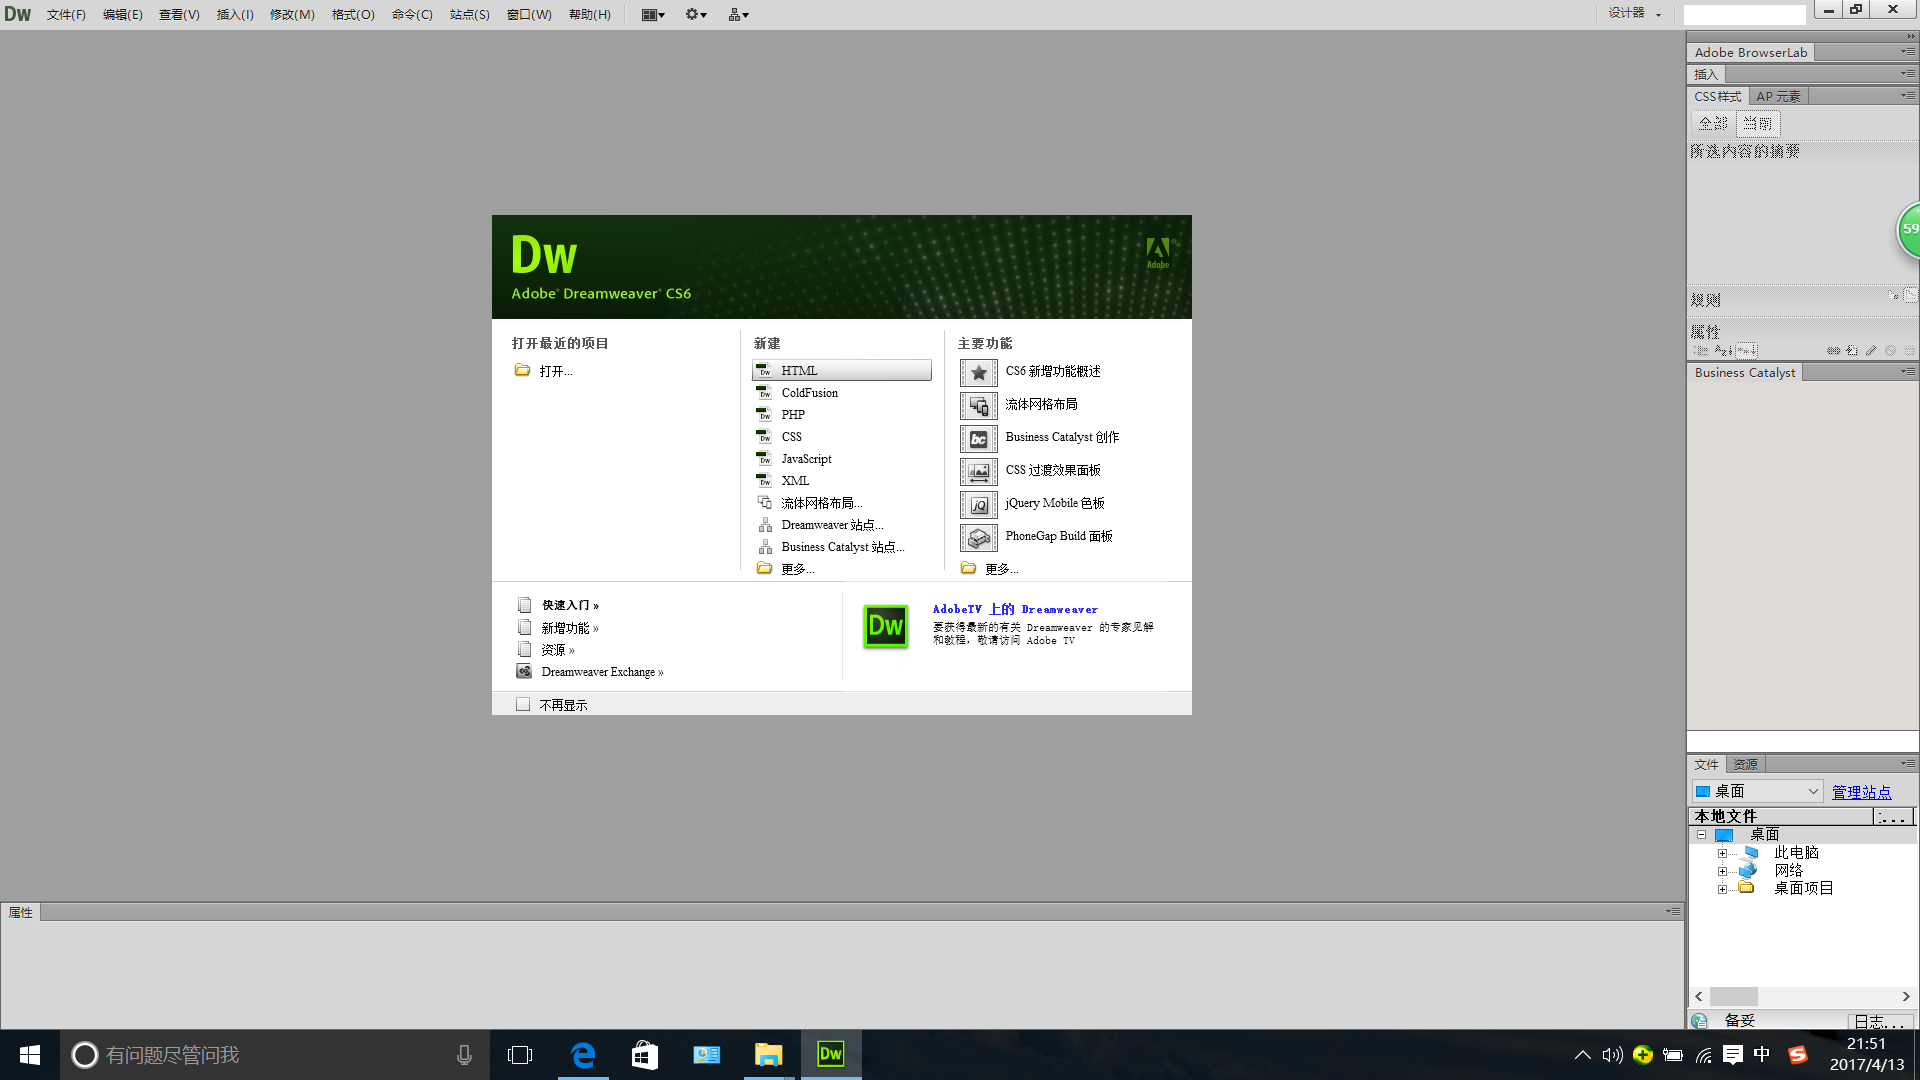 Dw 文件(F) 编辑(E) 查看(V) 插入(I) 修改(M) 格式(O) 命令(C) 站点(S) 窗口(W) 帮助(H) 设计器
Adobe BrowserLab
插入
CSS样式 AP 元素
全部 当前
所选内容的摘要
59
规则
属性
Business Catalyst
Dw
Adobe
Adobe® Dreamweaver® CS6
打开最近的项目
打开...
新建
HTML
ColdFusion
PHP
CSS
JavaScript
XML
流体网格布局...
Dreamweaver 站点...
Business Catalyst 站点...
更多...
主要功能
CS6 新增功能概述
流体网格布局
Business Catalyst 创作
CSS 过渡效果面板
jQuery Mobile 色板
PhoneGap Build 面板
更多...
快速入门 »
新增功能 »
资源 »
Dreamweaver Exchange »
Dw
AdobeTV 上的 Dreamweaver
要获得最新的有关 Dreamweaver 的专家见解
和教程，敬请访问 Adobe TV
不再显示
文件 资源
桌面 管理站点
本地文件
桌面
此电脑
网络
桌面项目
备妥 日志...
属性
有问题尽管问我
Dw
中
21:51
2017/4/13